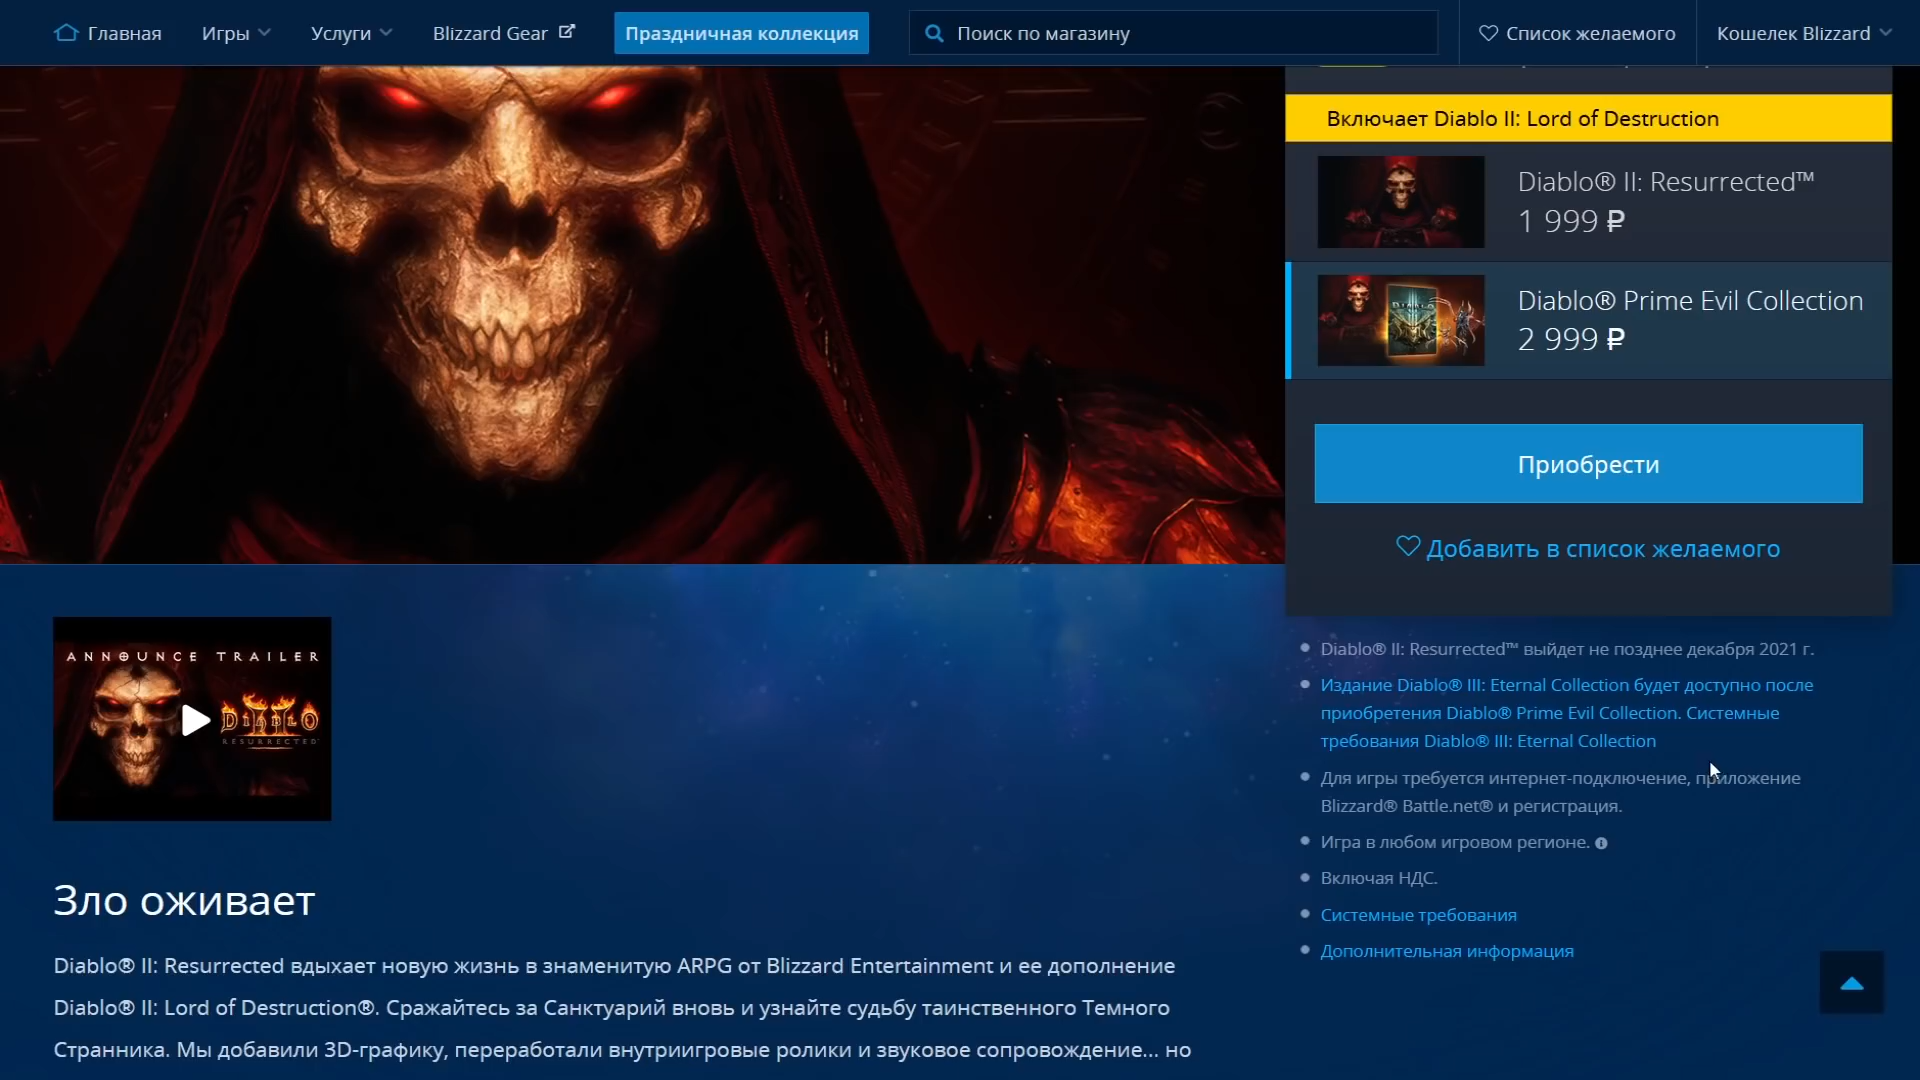 Главная
Игры
Услуги
Blizzard Gear
Праздничная коллекция
Поиск по магазину
Список желаемого
Кошелек Blizzard
Включает Diablo II: Lord of Destruction
Diablo® II: Resurrected™
1 999 ₽
Diablo® Prime Evil Collection
2 999 ₽
Приобрести
Добавить в список желаемого
ANNOUNCE TRAILER
DIABLO II
RESURRECTED
Diablo® II: Resurrected™ выйдет не позднее декабря 2021 г.
Издание Diablo® III: Eternal Collection будет доступно после
приобретения Diablo® Prime Evil Collection. Системные
требования Diablo® III: Eternal Collection
Для игры требуется интернет-подключение, приложение
Blizzard® Battle.net® и регистрация.
Игра в любом игровом регионе.
Включая НДС.
Системные требования
Дополнительная информация
Зло оживает
Diablo® II: Resurrected вдыхает новую жизнь в знаменитую ARPG от Blizzard Entertainment и ее дополнение
Diablo® II: Lord of Destruction®. Сражайтесь за Санктуарий вновь и узнайте судьбу таинственного Темного
Странника. Мы добавили 3D-графику, переработали внутриигровые ролики и звуковое сопровождение... но